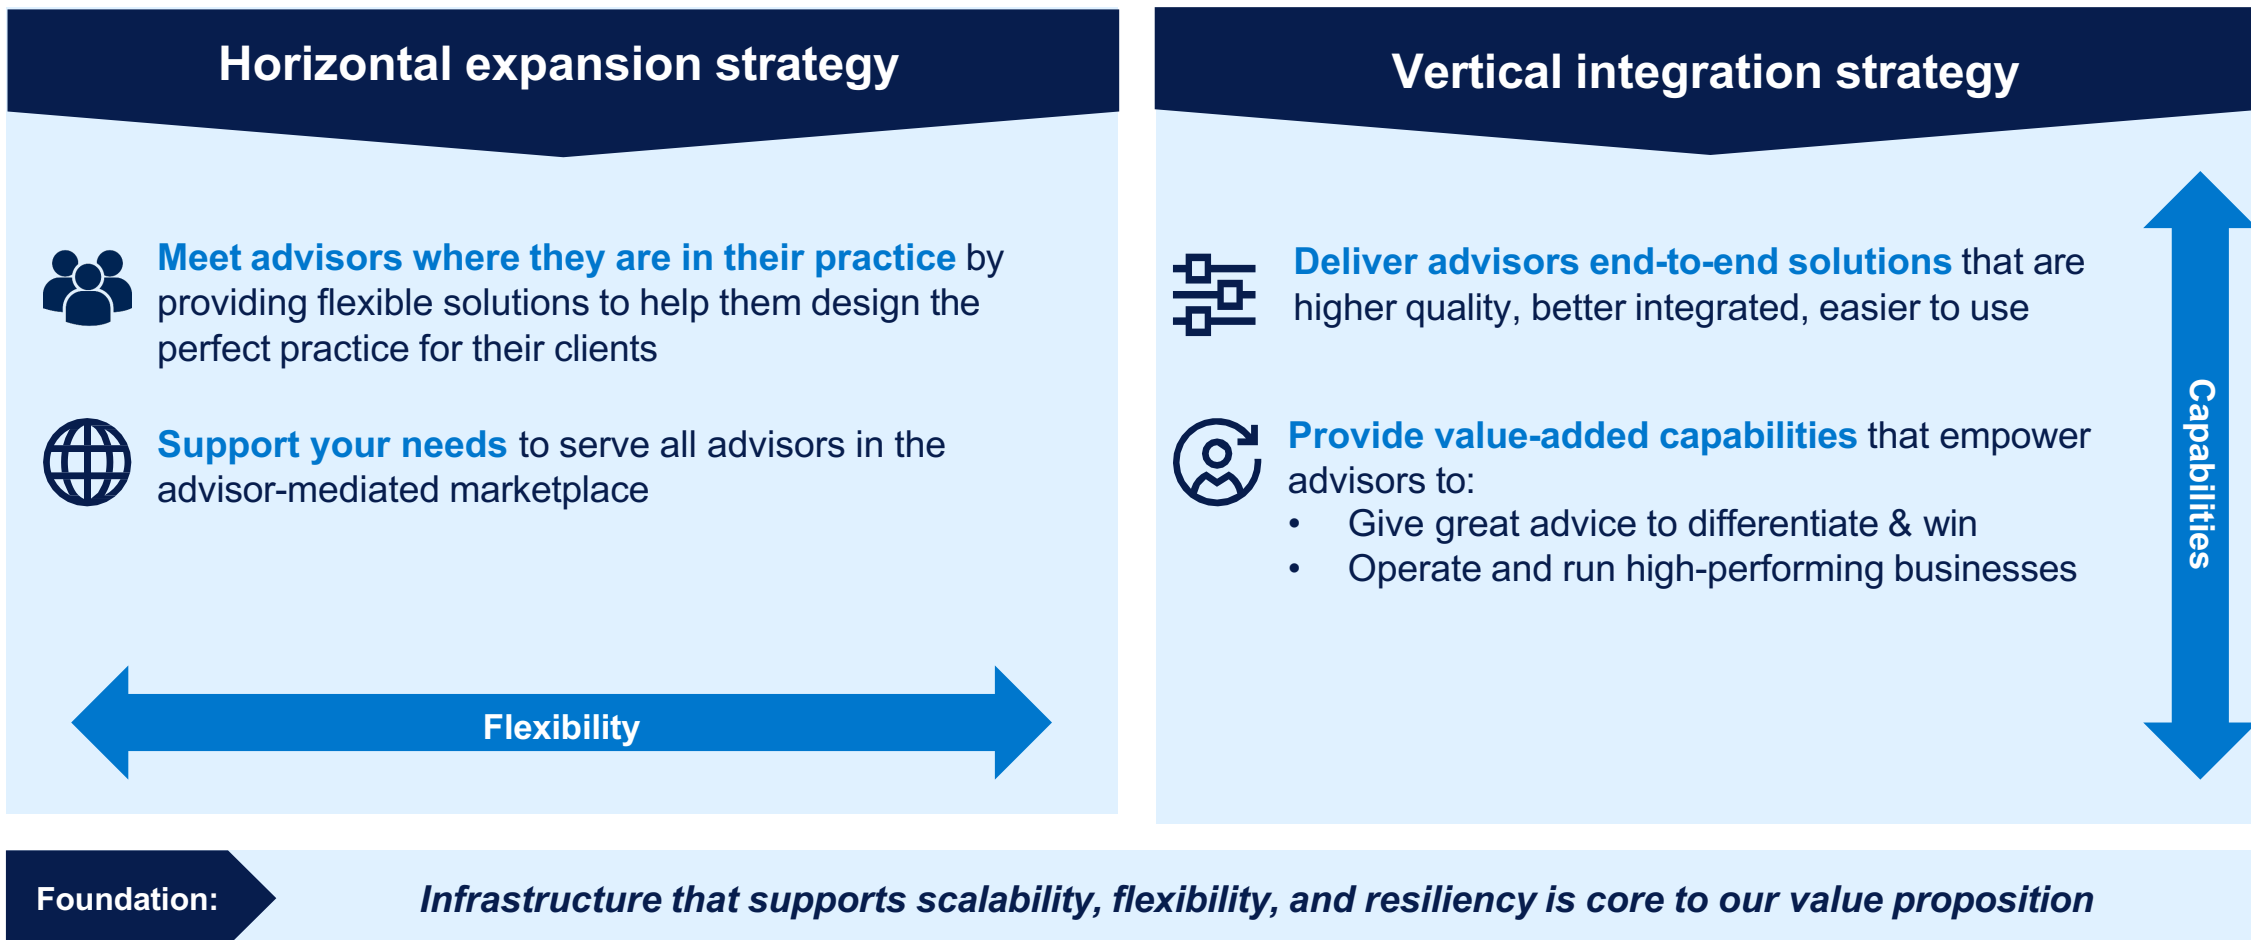 Horizontal expansion strategy
Meet advisors where they are in their practice by
providing flexible solutions to help them design the
perfect practice for their clients
Support your needs to serve all advisors in the
advisor-mediated marketplace
Flexibility
Vertical integration strategy
Deliver advisors end-to-end solutions that are
higher quality, better integrated, easier to use
Provide value-added capabilities that empower
advisors to:
• Give great advice to differentiate & win
• Operate and run high-performing businesses
Capabilities
Foundation:
Infrastructure that supports scalability, flexibility, and resiliency is core to our value proposition